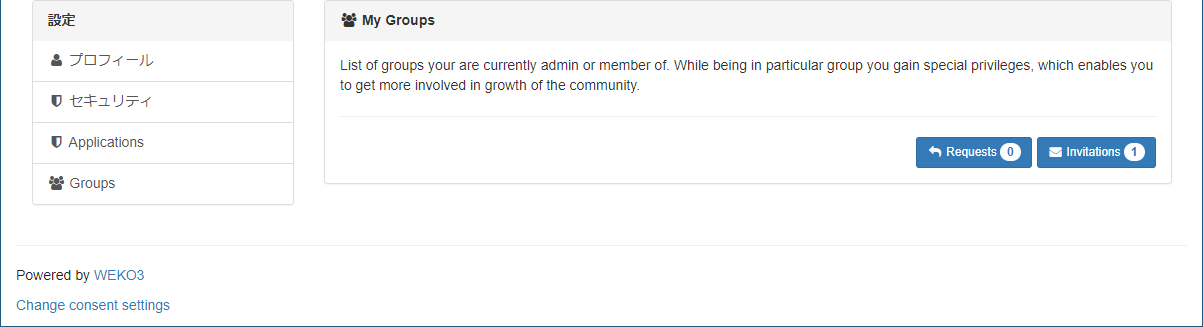 設定
プロフィール
セキュリティ
Applications
Groups
My Groups
List of groups your are currently admin or member of. While being in particular group you gain special privileges, which enables you
to get more involved in growth of the community.
Requests 0 Invitations 1
Powered by WEKO3
Change consent settings